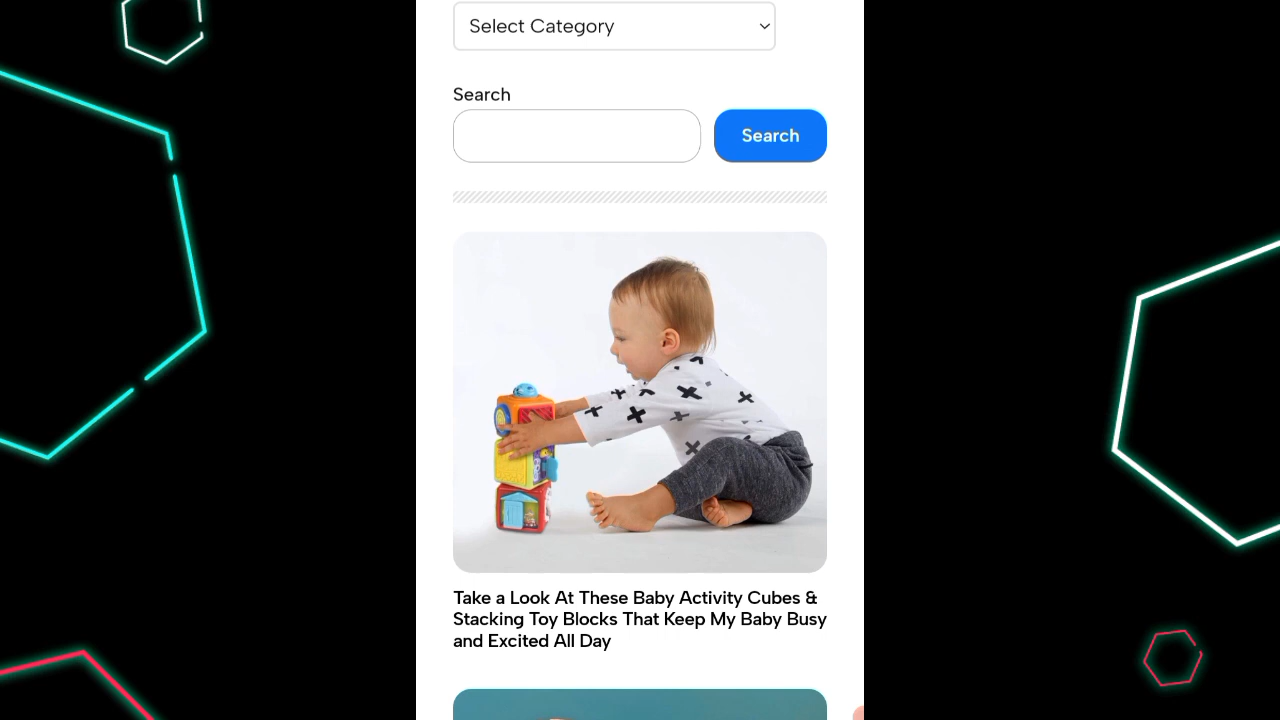 Select Category
Search
Search
Take a Look At These Baby Activity Cubes &
Stacking Toy Blocks That Keep My Baby Busy
and Excited All Day